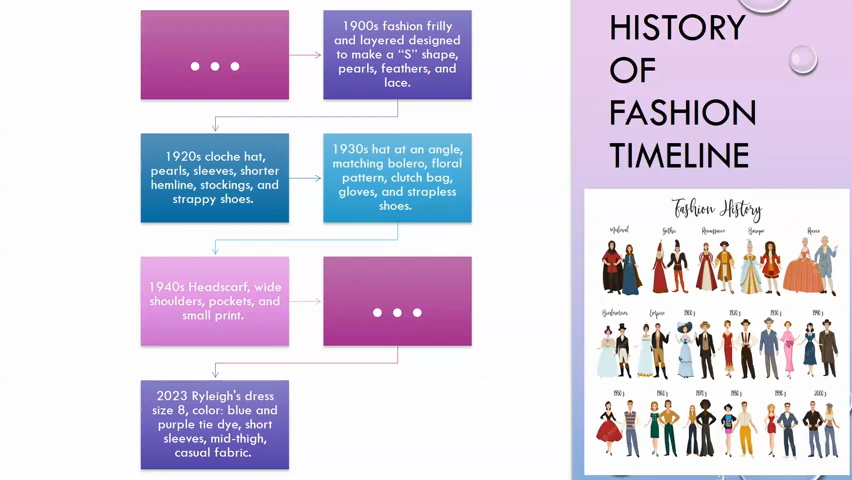 • • •
1900s fashion frilly
and layered designed
to make a “S” shape,
pearls, feathers, and
lace.
1920s cloche hat,
pearls, sleeves, shorter
hemline, stockings, and
strappy shoes.
1930s hat at an angle,
matching bolero, floral
pattern, clutch bag,
gloves, and strapless
shoes.
1940s Headscarf, wide
shoulders, pockets, and
small print.
• • •
2023 Ryleigh's dress
size 8, color: blue and
purple tie dye, short
sleeves, mid-thigh,
casual fabric.
HISTORY
OF
FASHION
TIMELINE
Fashion History
Gothic Renaissance Baroque Rococo
Biedermeier Empire 1900 s 1920 s 1930 s 1940 s
1950 s 1960 s 1970 s 1980 s 1990 s 2000 s